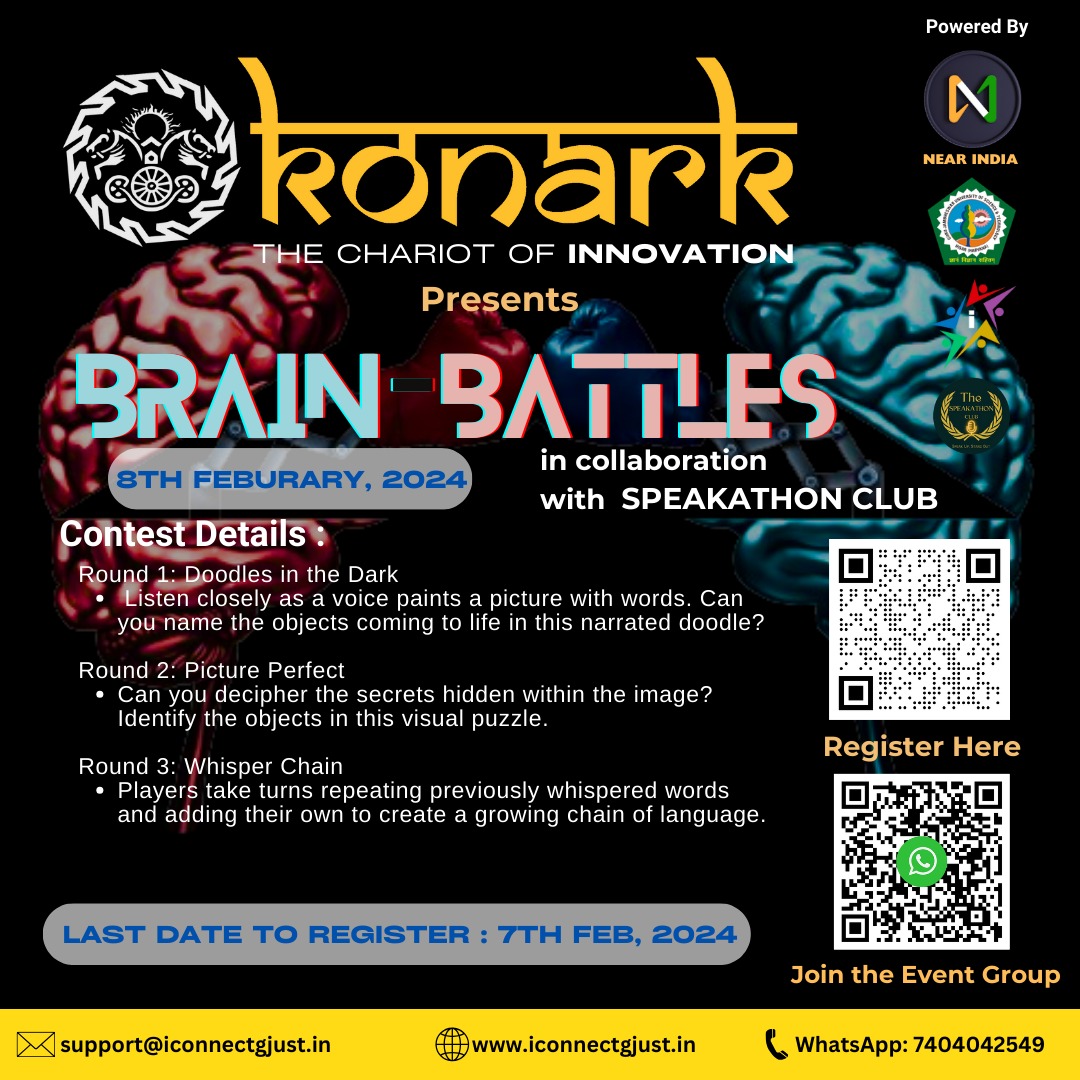 Powered By
konark
THE CHARIOT OF INNOVATION
NEAR INDIA
Presents
BRAIN-BATTLES
The
SPEAKATHON
CLUB
8TH FEBURARY, 2024
in collaboration
with SPEAKATHON CLUB
Contest Details :
Round 1: Doodles in the Dark
• Listen closely as a voice paints a picture with words. Can
you name the objects coming to life in this narrated doodle?
Round 2: Picture Perfect
• Can you decipher the secrets hidden within the image?
Identify the objects in this visual puzzle.
Round 3: Whisper Chain
• Players take turns repeating previously whispered words
and adding their own to create a growing chain of language.
Register Here
LAST DATE TO REGISTER : 7TH FEB, 2024
Join the Event Group
support@iconnectgjust.in
www.iconnectgjust.in
WhatsApp: 7404042549